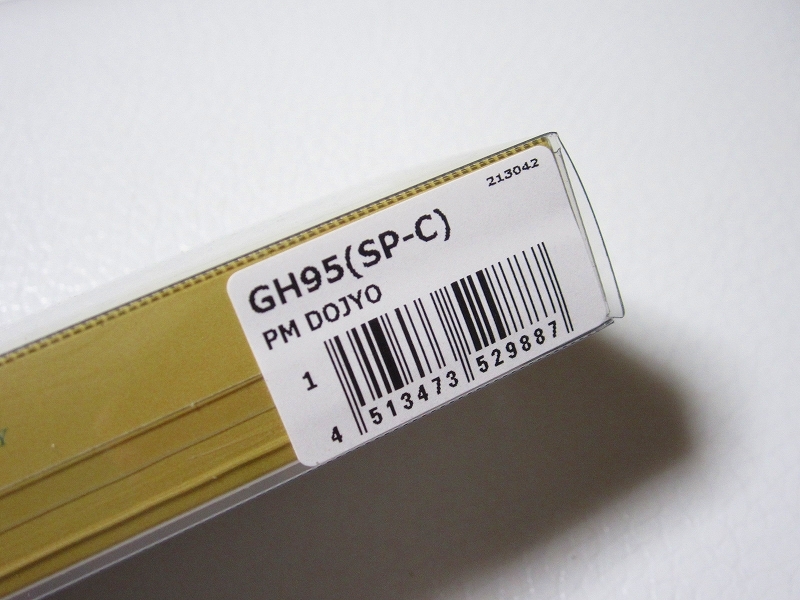 213042
GH95(SP-C)
PM DOJYO
1
4 513473 529887
Y